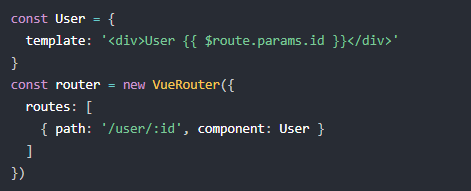 const User = {
  template: '<div>User {{ $route.params.id }}</div>'
}
const router = new VueRouter({
  routes: [
    { path: '/user/:id', component: User }
  ]
})